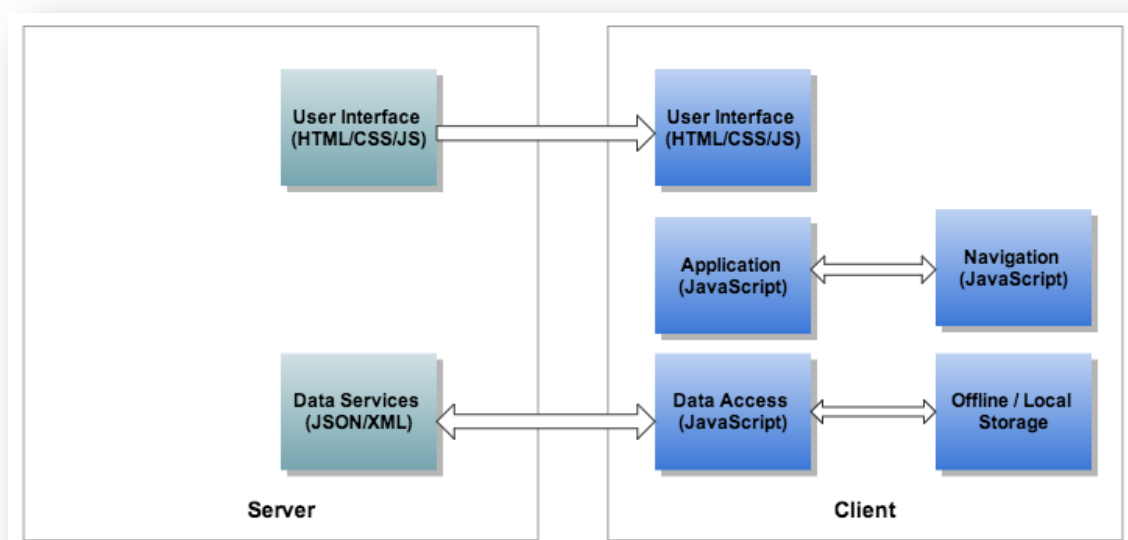 User Interface
(HTML/CSS/JS)
User Interface
(HTML/CSS/JS)
Application
(JavaScript)
Navigation
(JavaScript)
Data Services
(JSON/XML)
Data Access
(JavaScript)
Offline / Local
Storage
Server
Client